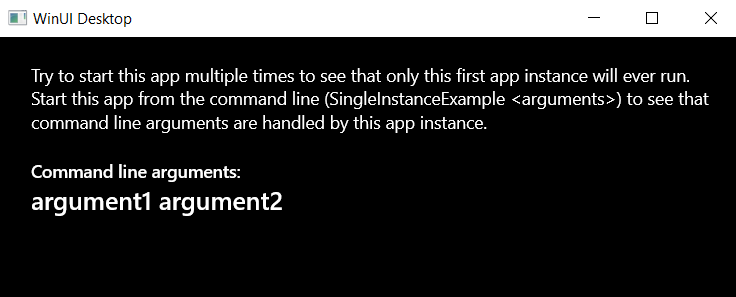 WinUI Desktop
Try to start this app multiple times to see that only this first app instance will ever run.
Start this app from the command line (SingleInstanceExample <arguments>) to see that
command line arguments are handled by this app instance.
Command line arguments:
argument1 argument2